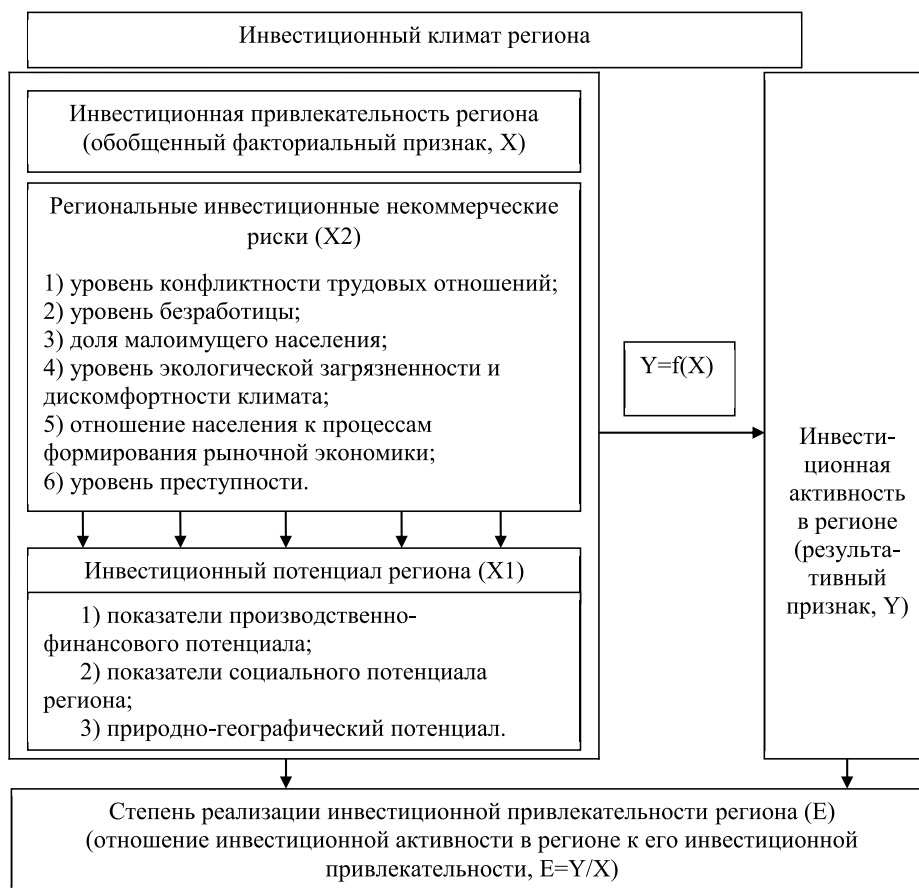 Инвестиционный климат региона
Инвестиционная привлекательность региона
(обобщенный факториальный признак, X)
Региональные инвестиционные некоммерческие
риски (X2)
1) уровень конфликтности трудовых отношений;
2) уровень безработицы;
3) доля малоимущего населения;
4) уровень экологической загрязненности и
дискомфортности климата;
5) отношение населения к процессам
формирования рыночной экономики;
6) уровень преступности.
Инвестиционный потенциал региона (X1)
1) показатели производственно-
финансового потенциала;
2) показатели социального потенциала
региона;
3) природно-географический потенциал.
Y=f(X)
Инвести-
ционная
активность
в регионе
(результа-
тивный
признак, Y)
Степень реализации инвестиционной привлекательности региона (E)
(отношение инвестиционной активности в регионе к его инвестиционной
привлекательности, E=Y/X)